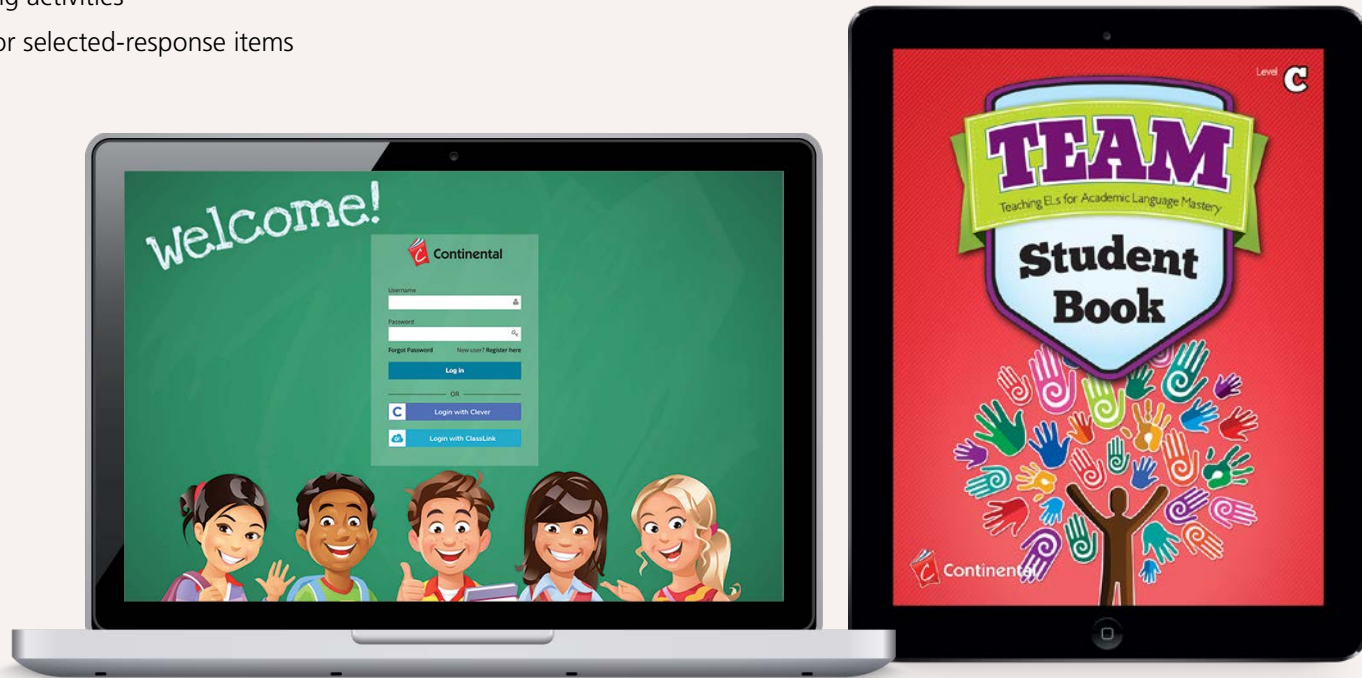 ng activities
or selected-response items
welcome!
Continental
Username
Password
Forgot Password New user? Register here
Log in
OR
C Login with Clever
Login with ClassLink
Level C
TEAM
Teaching ELs for Academic Language Mastery
Student
Book
Continental